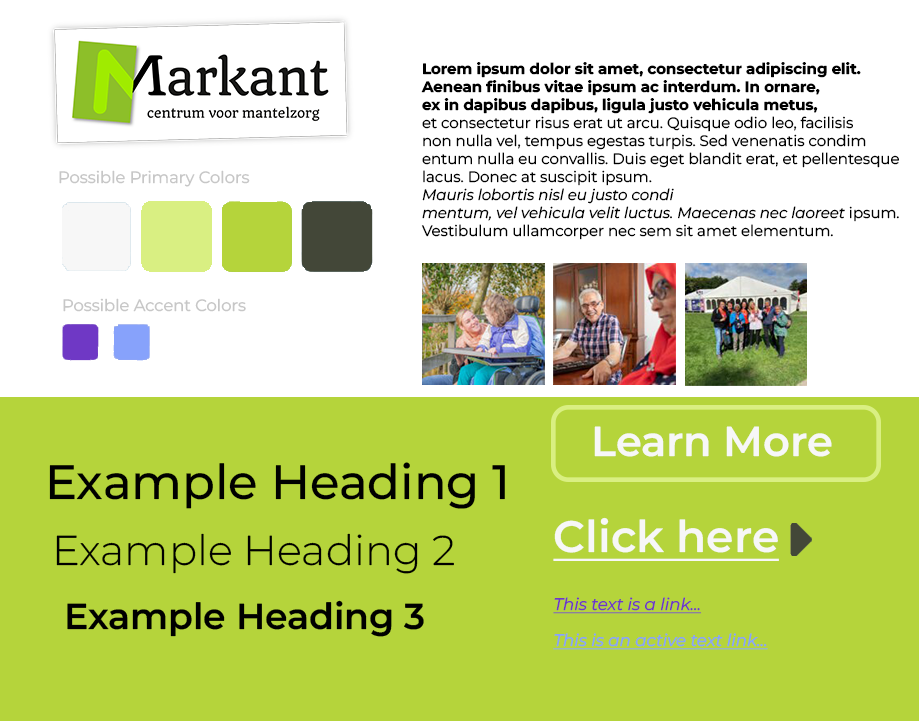 Markant
centrum voor mantelzorg
Possible Primary Colors
Possible Accent Colors
Lorem ipsum dolor sit amet, consectetur adipiscing elit.
Aenean finibus vitae ipsum ac interdum. In ornare,
ex in dapibus dapibus, ligula justo vehicula metus,
et consectetur risus erat ut arcu. Quisque odio leo, facilisis
non nulla vel, tempus egestas turpis. Sed venenatis condim
entum nulla eu convallis. Duis eget blandit erat, et pellentesque
lacus. Donec at suscipit ipsum.
Mauris lobortis nisl eu justo condi
mentum, vel vehicula velit luctus. Maecenas nec laoreet ipsum.
Vestibulum ullamcorper nec sem sit amet elementum.
Example Heading 1
Example Heading 2
Example Heading 3
Learn More
Click here
This text is a link...
This is an active text link...